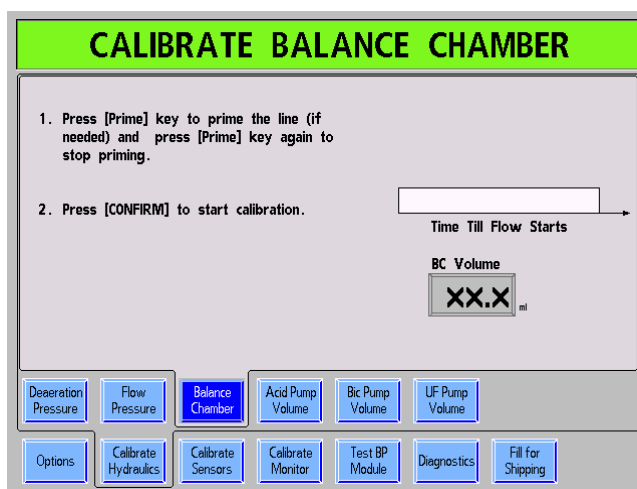 CALIBRATE BALANCE CHAMBER
1. Press [Prime] key to prime the line (if
needed) and press [Prime] key again to
stop priming.
2. Press [CONFIRM] to start calibration.
Time Till Flow Starts
BC Volume
XX.X ml
Deaeration Pressure
Flow Pressure
Balance Chamber
Acid Pump Volume
Bic Pump Volume
UF Pump Volume
Options
Calibrate Hydraulics
Calibrate Sensors
Calibrate Monitor
Test BP Module
Diagnostics
Fill for Shipping